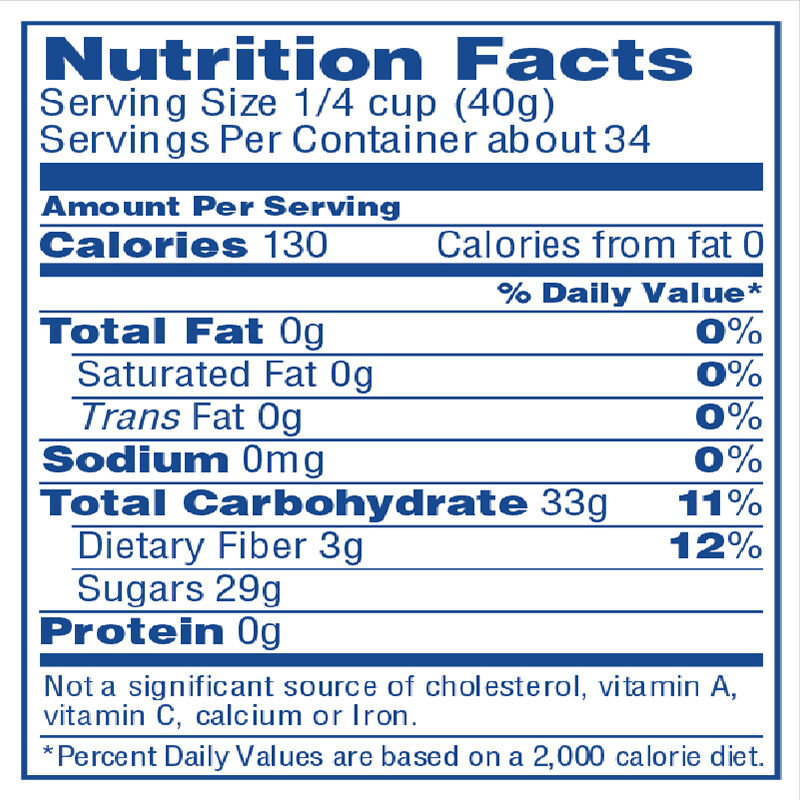 Nutrition Facts
Serving Size 1/4 cup (40g)
Servings Per Container about 34
Amount Per Serving
Calories 130 Calories from fat 0
% Daily Value*
Total Fat 0g 0%
Saturated Fat 0g 0%
Trans Fat 0g 0%
Sodium 0mg 0%
Total Carbohydrate 33g 11%
Dietary Fiber 3g 12%
Sugars 29g
Protein 0g
Not a significant source of cholesterol, vitamin A,
vitamin C, calcium or Iron.
*Percent Daily Values are based on a 2,000 calorie diet.